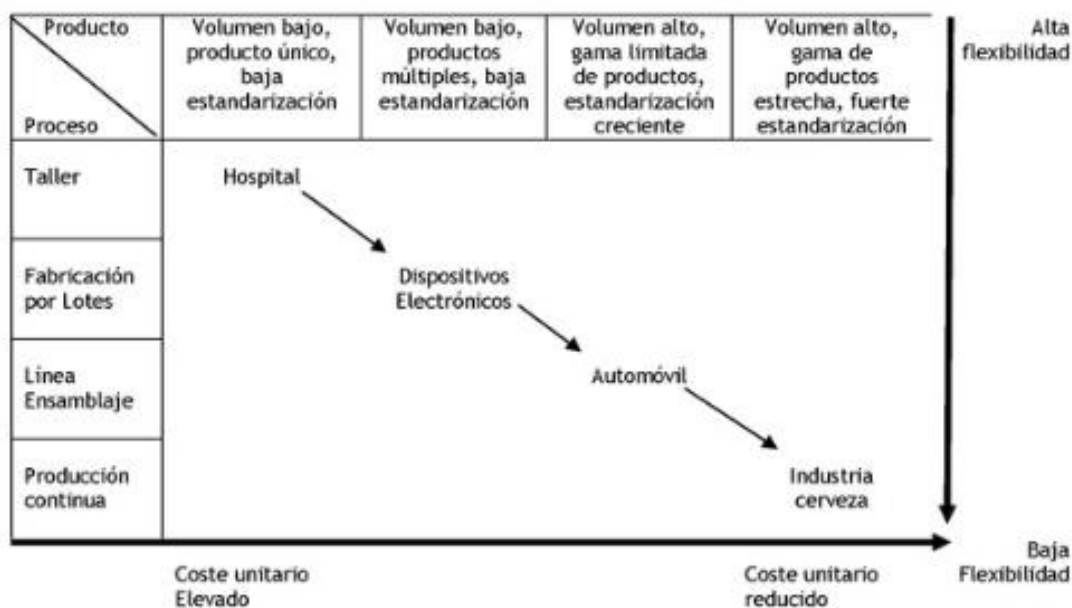 Producto
Proceso
Volumen bajo,
producto único,
baja
estandarización
Volumen bajo,
productos
múltiples, baja
estandarización
Volumen alto,
gama limitada
de productos,
estandarización
creciente
Volumen alto,
gama de
productos
estrecha, fuerte
estandarización
Alta
flexibilidad
Taller
Hospital
Fabricación
por Lotes
Dispositivos
Electrónicos
Línea
Ensamblaje
Automóvil
Producción
continua
Industria
cerveza
Baja
Flexibilidad
Coste unitario
Elevado
Coste unitario
reducido